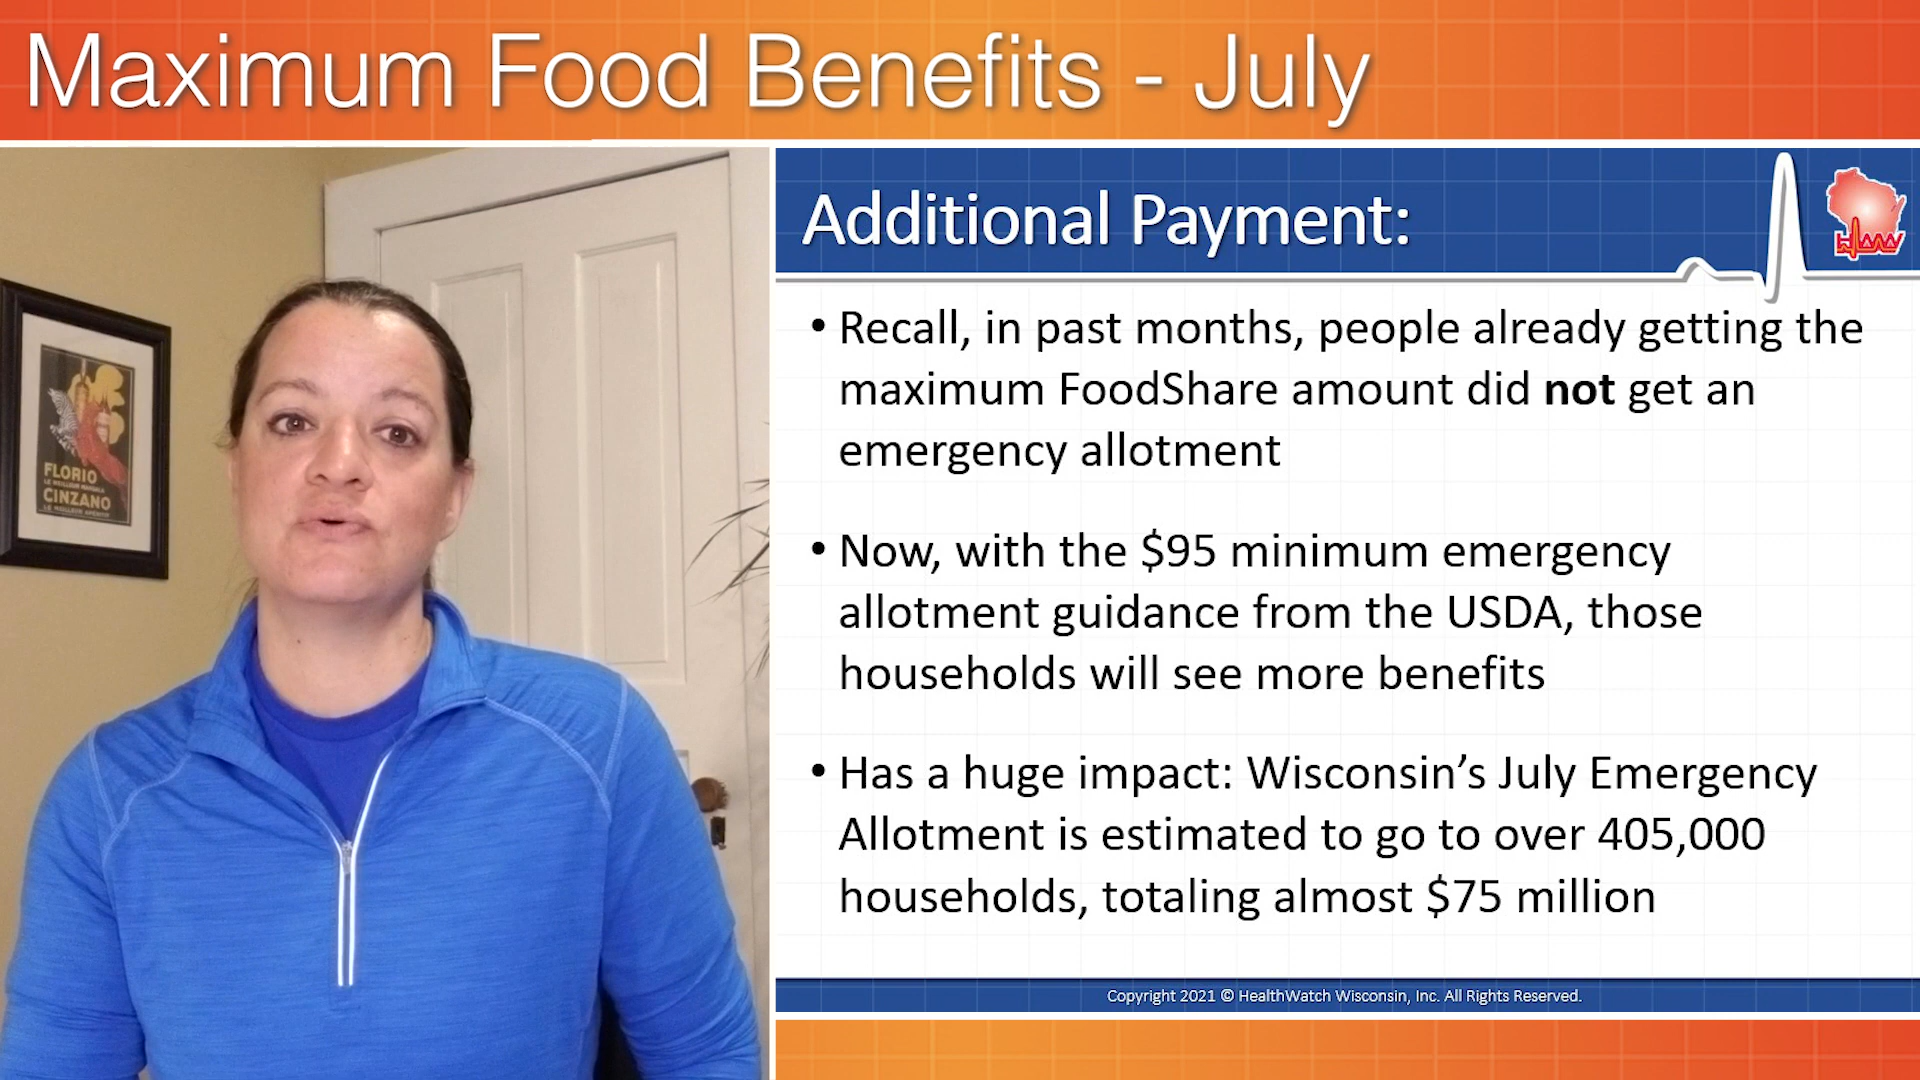 Maximum Food Benefits - July
FLORIO
CINZANO
Additional Payment:
• Recall, in past months, people already getting the
maximum FoodShare amount did not get an
emergency allotment
• Now, with the $95 minimum emergency
allotment guidance from the USDA, those
households will see more benefits
• Has a huge impact: Wisconsin’s July Emergency
Allotment is estimated to go to over 405,000
households, totaling almost $75 million
Copyright 2021 © HealthWatch Wisconsin, Inc. All Rights Reserved.